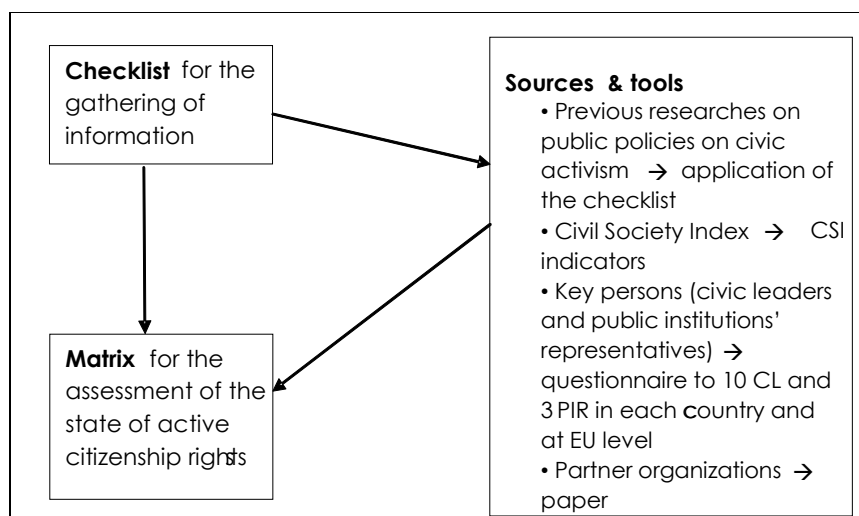 Checklist for the
gathering of
information
Matrix for the
assessment of the
state of active
citizenship rights
Sources & tools
• Previous researches on
public policies on civic
activism → application of
the checklist
• Civil Society Index → CSI
indicators
• Key persons (civic leaders
and public institutions'
representatives) →
questionnaire to 10 CL and
3 PIR in each country and
at EU level
• Partner organizations →
paper